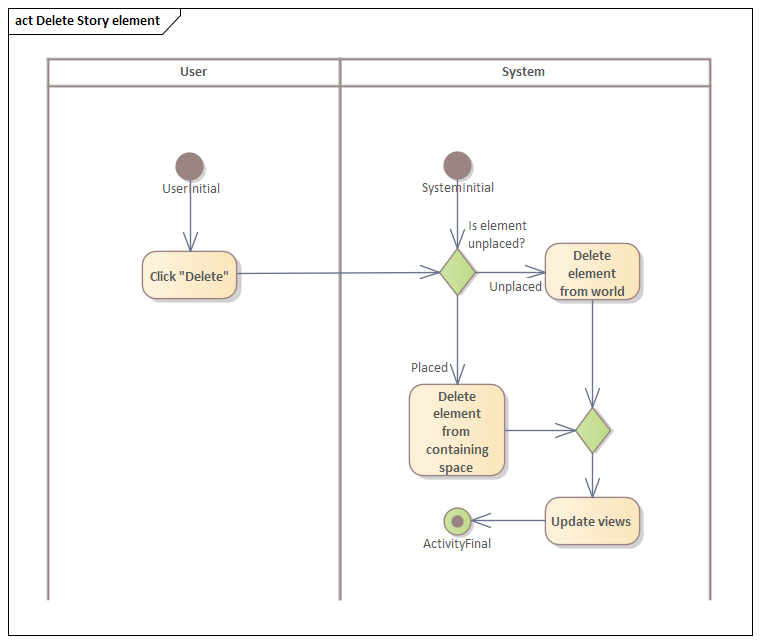 act Delete Story element
User
System
UserInitial
SystemInitial
Is element
unplaced?
Click "Delete"
Delete
element
from world
Unplaced
Placed
Delete
element
from
containing
space
Update views
ActivityFinal